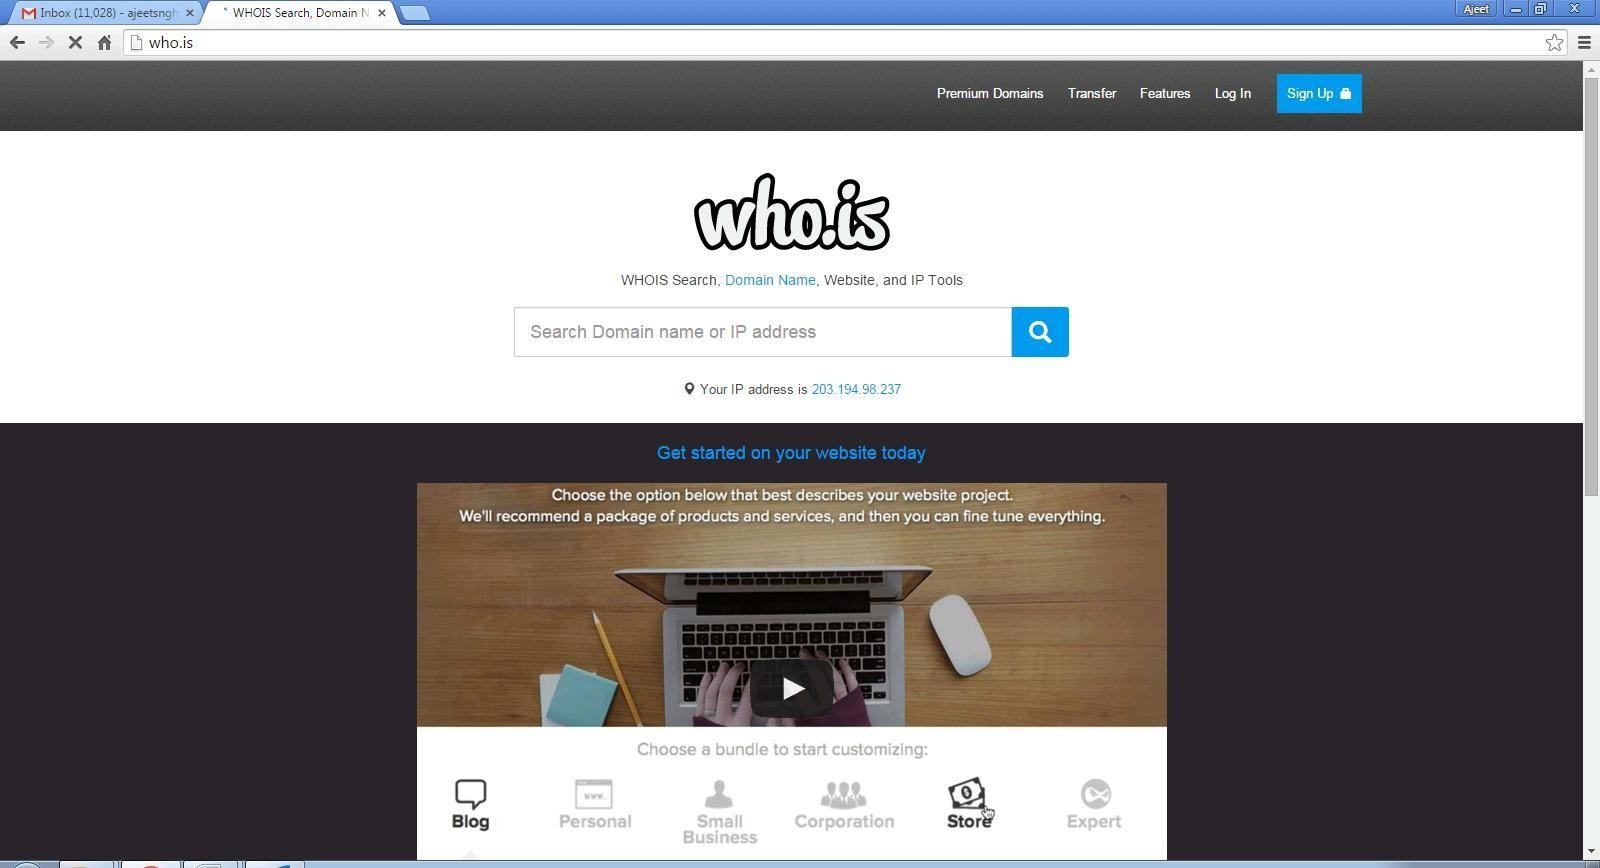 Inbox (11,028) - ajeetsngh
WHOIS Search, Domain N
Ajeet
who.is
Premium Domains
Transfer
Features
Log In
Sign Up
who.is
WHOIS Search, Domain Name, Website, and IP Tools
Search Domain name or IP address
Your IP address is 203.194.98.237
Get started on your website today
Choose the option below that best describes your website project.
We'll recommend a package of products and services, and then you can fine tune everything.
Choose a bundle to start customizing:
www.
Blog
Personal
Small
Business
Corporation
Store
Expert